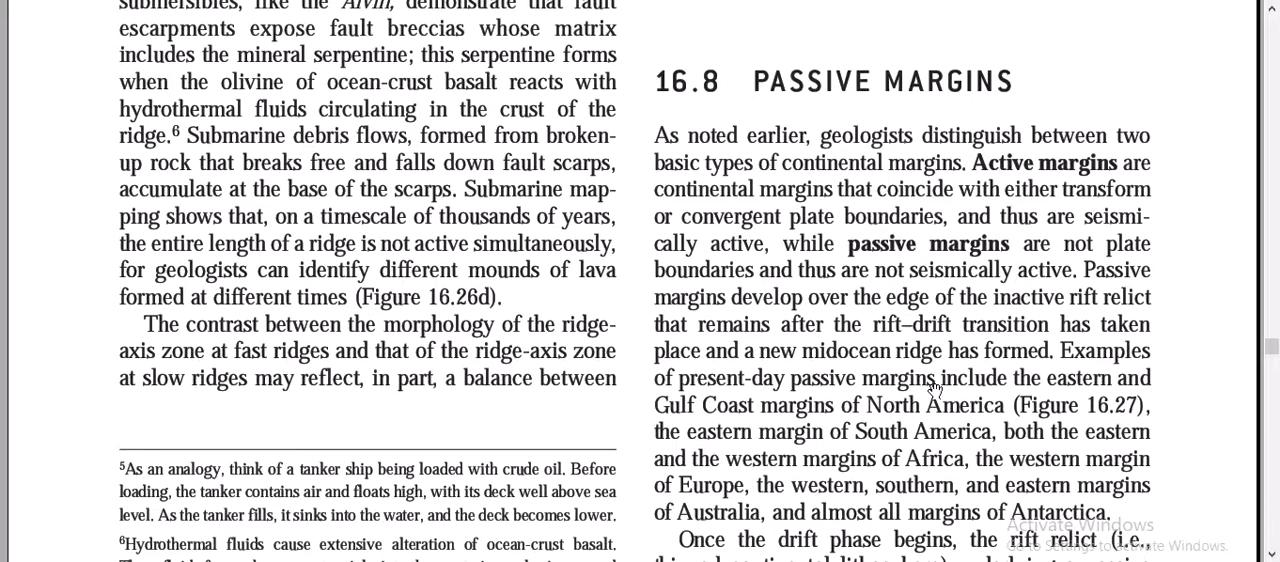 submersibles, like the Alvin, demonstrate that fault
escarpments expose fault breccias whose matrix
includes the mineral serpentine; this serpentine forms
when the olivine of ocean-crust basalt reacts with
hydrothermal fluids circulating in the crust of the
ridge.⁶ Submarine debris flows, formed from broken-
up rock that breaks free and falls down fault scarps,
accumulate at the base of the scarps. Submarine map-
ping shows that, on a timescale of thousands of years,
the entire length of a ridge is not active simultaneously,
for geologists can identify different mounds of lava
formed at different times (Figure 16.26d).
The contrast between the morphology of the ridge-
axis zone at fast ridges and that of the ridge-axis zone
at slow ridges may reflect, in part, a balance between
⁵As an analogy, think of a tanker ship being loaded with crude oil. Before
loading, the tanker contains air and floats high, with its deck well above sea
level. As the tanker fills, it sinks into the water, and the deck becomes lower.
⁶Hydrothermal fluids cause extensive alteration of ocean-crust basalt.
16.8 PASSIVE MARGINS
As noted earlier, geologists distinguish between two
basic types of continental margins. Active margins are
continental margins that coincide with either transform
or convergent plate boundaries, and thus are seismi-
cally active, while passive margins are not plate
boundaries and thus are not seismically active. Passive
margins develop over the edge of the inactive rift relict
that remains after the rift–drift transition has taken
place and a new midocean ridge has formed. Examples
of present-day passive margins include the eastern and
Gulf Coast margins of North America (Figure 16.27),
the eastern margin of South America, both the eastern
and the western margins of Africa, the western margin
of Europe, the western, southern, and eastern margins
of Australia, and almost all margins of Antarctica.
Once the drift phase begins, the rift relict (i.e.,
Activate Windows
Go to Settings to activate Windows.